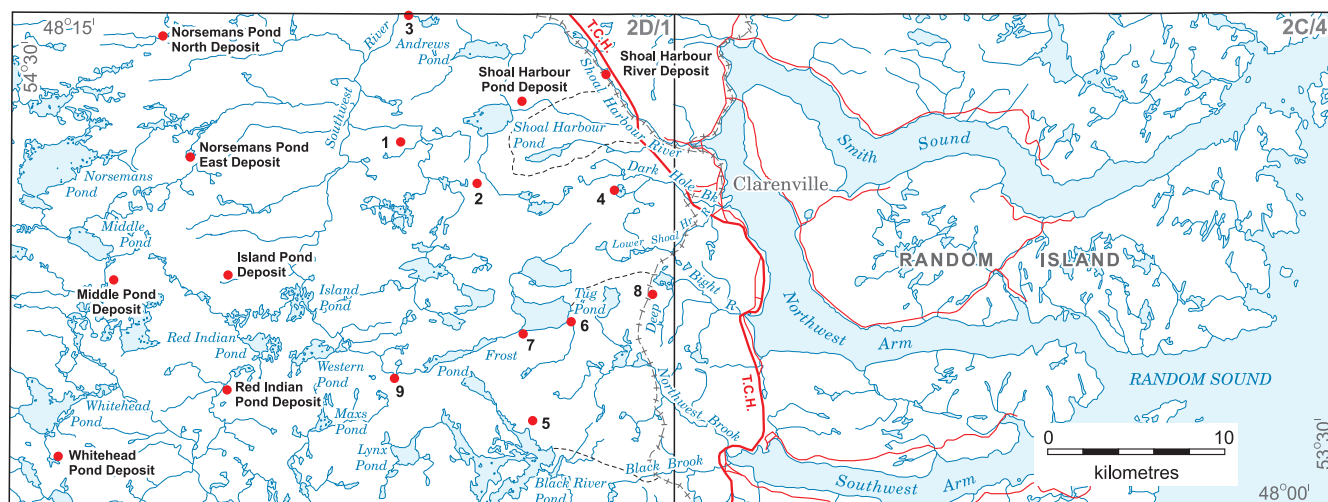 48°15'
54°30'
2D/1
2C/4
Norsemans Pond
North Deposit
River
Southwest
3
Andrews
Pond
T.C.H.
Shoal Harbour
River Deposit
Shoal Harbour
Pond Deposit
Shoal Harbour River
Shoal Harbour
Pond
1
Norsemans Pond
East Deposit
Norsemans
Pond
2
4
Dark Hole Bk.
Clarenville
Smith Sound
Middle
Pond
Lower Shoal Hr. R.
Island Pond
Deposit
Middle Pond
Deposit
Island
Pond
RANDOM ISLAND
8
Deep Bight R.
Tug
Pond
6
7
Northwest Arm
Red Indian
Pond
Western
Pond
Frost
Pond
9
Red Indian
Pond Deposit
RANDOM SOUND
T.C.H.
Whitehead
Pond
Maxs
Pond
5
Northwest Brook
Lynx
Pond
Whitehead
Pond Deposit
Black Brook
Black River
Pond
Southwest Arm
0 10
kilometres
53°30'
48°00'